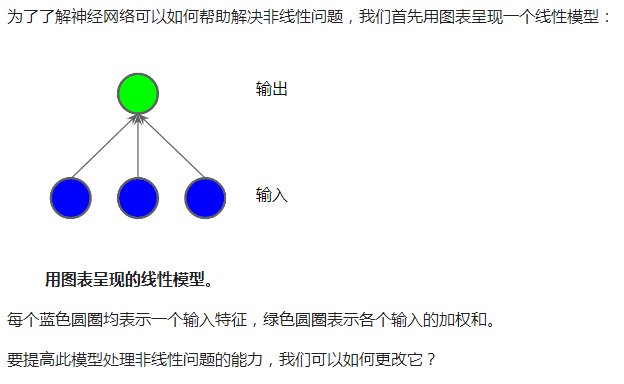 为了了解神经网络可以如何帮助解决非线性问题，我们首先用图表呈现一个线性模型：
输出
输入
用图表呈现的线性模型。
每个蓝色圆圈均表示一个输入特征，绿色圆圈表示各个输入的加权和。
要提高此模型处理非线性问题的能力，我们可以如何更改它？